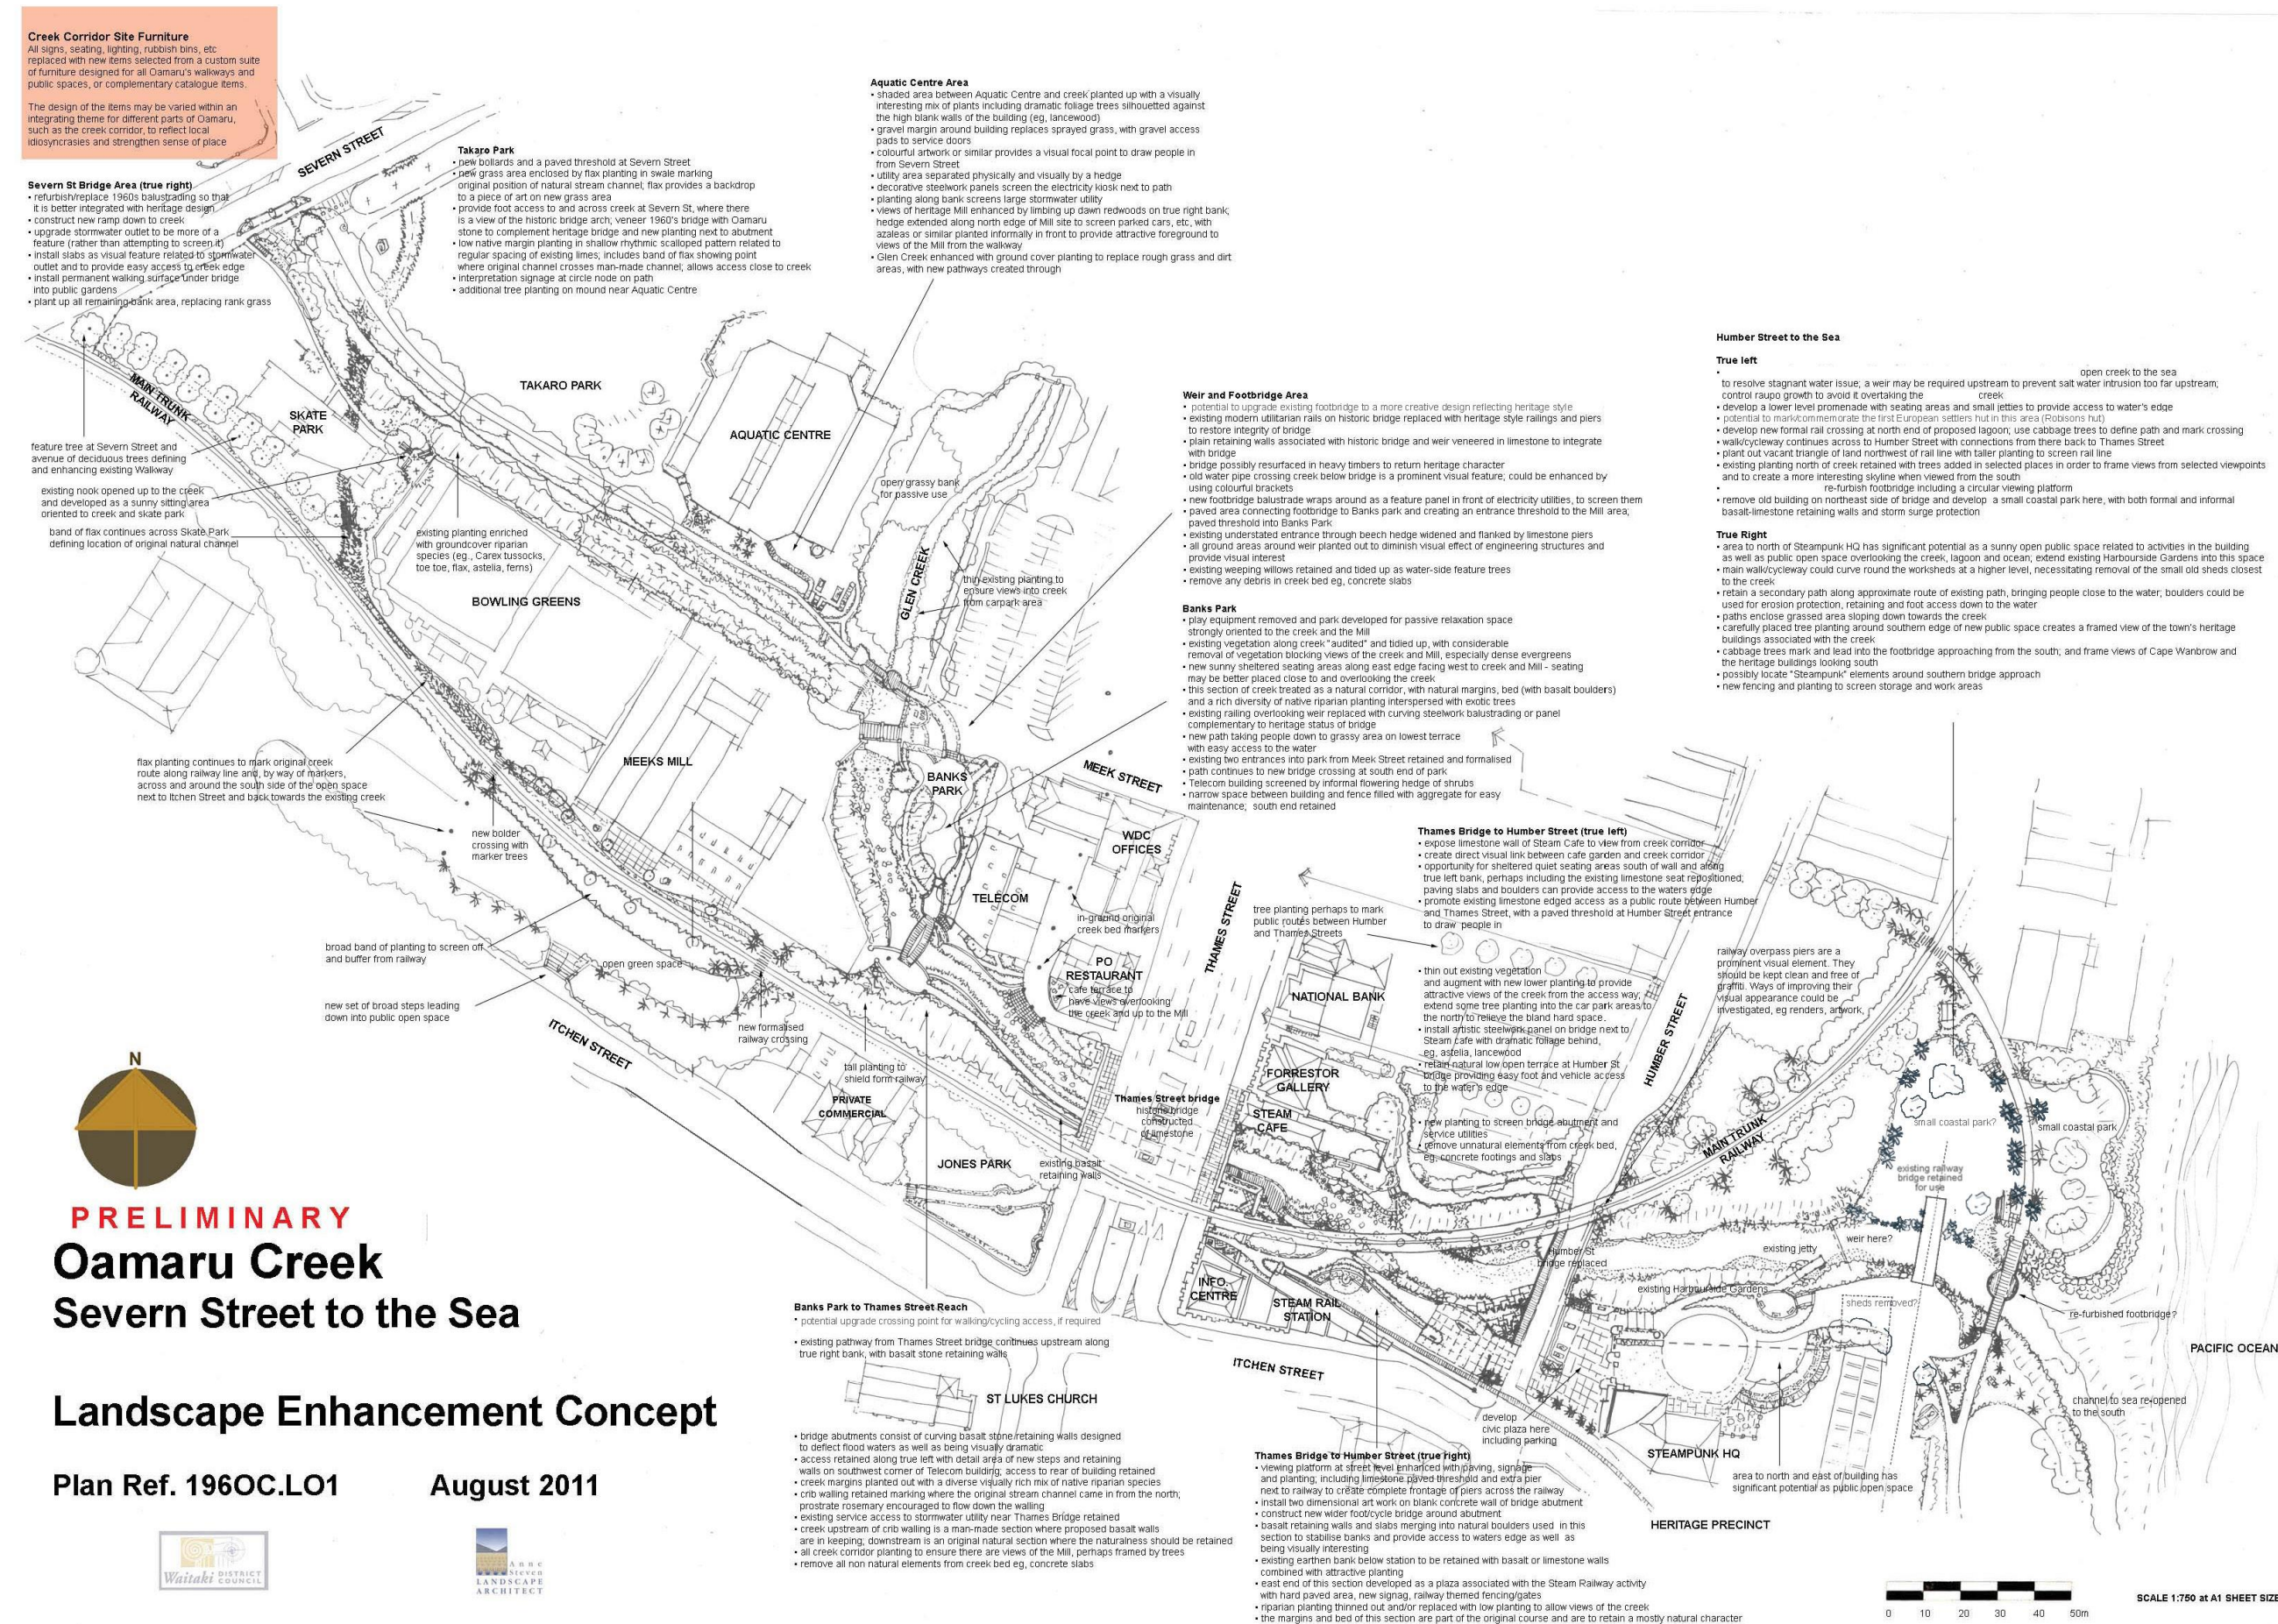 Creek Corridor Site Furniture
All signs, seating, lighting, rubbish bins, etc
replaced with new items selected from a custom suite
of furniture designed for all Oamaru's walkways and
public spaces, or complementary catalogue items.
The design of the items may be varied within an
integrating theme for different parts of Oamaru,
such as the creek corridor, to reflect local
idiosyncrasies and strengthen sense of place
SEVERN STREET
Severn St Bridge Area (true right)
• refurbish/replace 1960s balustrading so that
it is better integrated with heritage design
• construct new ramp down to creek
• upgrade stormwater outlet to be more of a
feature (rather than attempting to screen it)
• install slabs as visual feature related to stormwater
outlet and to provide easy access to creek edge
• install permanent walking surface under bridge
into public gardens
• plant up all remaining bank area, replacing rank grass
Takaro Park
• new bollards and a paved threshold at Severn Street
• new grass area enclosed by flax planting in swale marking
original position of natural stream channel; flax provides a backdrop
to a piece of art on new grass area
• provide foot access to and across creek at Severn St, where there
is a view of the historic bridge arch; veneer 1960's bridge with Oamaru
stone to complement heritage bridge and new planting next to abutment
• low native margin planting in shallow rhythmic scalloped pattern related to
regular spacing of existing limes; includes band of flax showing point
where original channel crosses man-made channel; allows access close to creek
• interpretation signage at circle node on path
• additional tree planting on mound near Aquatic Centre
Aquatic Centre Area
• shaded area between Aquatic Centre and creek planted up with a visually
interesting mix of plants including dramatic foliage trees silhouetted against
the high blank walls of the building (eg, lancewood)
• gravel margin around building replaces sprayed grass, with gravel access
pads to service doors
• colourful artwork or similar provides a visual focal point to draw people in
from Severn Street
• utility area separated physically and visually by a hedge
• decorative steelwork panels screen the electricity kiosk next to path
• planting along bank screens large stormwater utility
• views of heritage Mill enhanced by limbing up dawn redwoods on true right bank;
hedge extended along north edge of Mill site to screen parked cars, etc, with
azaleas or similar planted informally in front to provide attractive foreground to
views of the Mill from the walkway
• Glen Creek enhanced with ground cover planting to replace rough grass and dirt
areas, with new pathways created through
MAIN TRUNK
RAILWAY
SKATE
PARK
TAKARO PARK
AQUATIC CENTRE
feature tree at Severn Street and
avenue of deciduous trees defining
and enhancing existing Walkway
existing nook opened up to the creek
and developed as a sunny sitting area
oriented to creek and skate park
band of flax continues across Skate Park
defining location of original natural channel
existing planting enriched
with groundcover riparian
species (eg., Carex tussocks,
toe toe, flax, astelia, ferns)
BOWLING GREENS
open grassy bank
for passive use
GLEN CREEK
thin existing planting to
ensure views into creek
from carpark area
Weir and Footbridge Area
• potential to upgrade existing footbridge to a more creative design reflecting heritage style
• existing modern utilitarian rails on historic bridge replaced with heritage style railings and piers
to restore integrity of bridge
• plain retaining walls associated with historic bridge and weir veneered in limestone to integrate
with bridge
• bridge possibly resurfaced in heavy timbers to return heritage character
• old water pipe crossing creek below bridge is a prominent visual feature; could be enhanced by
using colourful brackets
• new footbridge balustrade wraps around as a feature panel in front of electricity utilities, to screen them
• paved area connecting footbridge to Banks park and creating an entrance threshold to the Mill area;
paved threshold into Banks Park
• existing understated entrance through beech hedge widened and flanked by limestone piers
• all ground areas around weir planted out to diminish visual effect of engineering structures and
provide visual interest
• existing weeping willows retained and tidied up as water-side feature trees
• remove any debris in creek bed eg, concrete slabs
Banks Park
• play equipment removed and park developed for passive relaxation space
strongly oriented to the creek and the Mill
• existing vegetation along creek "audited" and tidied up, with considerable
removal of vegetation blocking views of the creek and Mill, especially dense evergreens
• new sunny sheltered seating areas along east edge facing west to creek and Mill - seating
may be better placed close to and overlooking the creek
• this section of creek treated as a natural corridor, with natural margins, bed (with basalt boulders)
and a rich diversity of native riparian planting interspersed with exotic trees
• existing railing overlooking weir replaced with curving steelwork balustrading or panel
complementary to heritage status of bridge
• new path taking people down to grassy area on lowest terrace
with easy access to the water
• existing two entrances into park from Meek Street retained and formalised
• path continues to new bridge crossing at south end of park
• Telecom building screened by informal flowering hedge of shrubs
• narrow space between building and fence filled with aggregate for easy
maintenance; south end retained
Humber Street to the Sea
True left
• open creek to the sea
to resolve stagnant water issue; a weir may be required upstream to prevent salt water intrusion too far upstream;
control raupo growth to avoid it overtaking the creek
• develop a lower level promenade with seating areas and small jetties to provide access to water's edge
• potential to mark/commemorate the first European settlers hut in this area (Robisons hut)
• develop new formal rail crossing at north end of proposed lagoon; use cabbage trees to define path and mark crossing
• walk/cycleway continues across to Humber Street with connections from there back to Thames Street
• plant out vacant triangle of land northwest of rail line with taller planting to screen rail line
• existing planting north of creek retained with trees added in selected places in order to frame views from selected viewpoints
and to create a more interesting skyline when viewed from the south
• re-furbish footbridge including a circular viewing platform
• remove old building on northeast side of bridge and develop a small coastal park here, with both formal and informal
basalt-limestone retaining walls and storm surge protection
True Right
• area to north of Steampunk HQ has significant potential as a sunny open public space related to activities in the building
as well as public open space overlooking the creek, lagoon and ocean; extend existing Harbourside Gardens into this space
• main walk/cycleway could curve round the worksheds at a higher level, necessitating removal of the small old sheds closest
to the creek
• retain a secondary path along approximate route of existing path, bringing people close to the water; boulders could be
used for erosion protection, retaining and foot access down to the water
• paths enclose grassed area sloping down towards the creek
• carefully placed tree planting around southern edge of new public space creates a framed view of the town's heritage
buildings associated with the creek
• cabbage trees mark and lead into the footbridge approaching from the south; and frame views of Cape Wanbrow and
the heritage buildings looking south
• possibly locate "Steampunk" elements around southern bridge approach
• new fencing and planting to screen storage and work areas
flax planting continues to mark original creek
route along railway line and, by way of markers,
across and around the south side of the open space
next to Itchen Street and back towards the existing creek
MEEKS MILL
BANKS
PARK
MEEK STREET
WDC
OFFICES
TELECOM
new bolder
crossing with
marker trees
in-ground original
creek bed markers
PO
RESTAURANT
cafe terrace to
have views overlooking
the creek and up to the Mill
broad band of planting to screen off
and buffer from railway
open green space
new set of broad steps leading
down into public open space
new formalised
railway crossing
ITCHEN STREET
tall planting to
shield form railway
PRIVATE
COMMERCIAL
JONES PARK
existing basalt
retaining walls
Thames Street bridge
historic bridge
constructed
of limestone
THAMES STREET
tree planting perhaps to mark
public routes between Humber
and Thames Streets
Thames Bridge to Humber Street (true left)
• expose limestone wall of Steam Cafe to view from creek corridor
• create direct visual link between cafe garden and creek corridor
• opportunity for sheltered quiet seating areas south of wall and along
true left bank, perhaps including the existing limestone seat repositioned;
paving slabs and boulders can provide access to the waters edge
• promote existing limestone edged access as a public route between Humber
and Thames Street, with a paved threshold at Humber Street entrance
to draw people in
• thin out existing vegetation
and augment with new lower planting to provide
attractive views of the creek from the access way;
extend some tree planting into the car park areas to
the north to relieve the bland hard space.
• install artistic steelwork panel on bridge next to
Steam cafe with dramatic foliage behind,
eg, astelia, lancewood
• retain natural low open terrace at Humber St
bridge providing easy foot and vehicle access
to the water's edge
• new planting to screen bridge abutment and
service utilities
• remove unnatural elements from creek bed,
eg, concrete footings and slabs
NATIONAL BANK
FORRESTOR
GALLERY
STEAM
CAFE
HUMBER STREET
railway overpass piers are a
prominent visual element. They
should be kept clean and free of
graffiti. Ways of improving their
visual appearance could be
investigated, eg renders, artwork,
MAIN TRUNK
RAILWAY
small coastal park?
small coastal park
existing railway
bridge retained
for use
weir here?
existing jetty
Humber St
bridge replaced
existing Harbourside Gardens
sheds removed?
re-furbished footbridge?
PACIFIC OCEAN
channel to sea re-opened
to the south
INFO.
CENTRE
STEAM RAIL
STATION
ITCHEN STREET
develop
civic plaza here
including parking
STEAMPUNK HQ
area to north and east of building has
significant potential as public open space
HERITAGE PRECINCT
N
PRELIMINARY
Oamaru Creek
Severn Street to the Sea
Landscape Enhancement Concept
Plan Ref. 196OC.LO1 August 2011
Waitaki DISTRICT
COUNCIL
Anne
Steven
LANDSCAPE
ARCHITECT
Banks Park to Thames Street Reach
• potential upgrade crossing point for walking/cycling access, if required
• existing pathway from Thames Street bridge continues upstream along
true right bank, with basalt stone retaining walls
ST LUKES CHURCH
• bridge abutments consist of curving basalt stone retaining walls designed
to deflect flood waters as well as being visually dramatic
• access retained along true left with detail area of new steps and retaining
walls on southwest corner of Telecom building; access to rear of building retained
• creek margins planted out with a diverse visually rich mix of native riparian species
• crib walling retained marking where the original stream channel came in from the north;
prostrate rosemary encouraged to flow down the walling
• existing service access to stormwater utility near Thames Bridge retained
• creek upstream of crib walling is a man-made section where proposed basalt walls
are in keeping; downstream is an original natural section where the naturalness should be retained
• all creek corridor planting to ensure there are views of the Mill, perhaps framed by trees
• remove all non natural elements from creek bed eg, concrete slabs
Thames Bridge to Humber Street (true right)
• viewing platform at street level enhanced with paving, signage
and planting; including limestone paved threshold and extra pier
next to railway to create complete frontage of piers across the railway
• install two dimensional art work on blank concrete wall of bridge abutment
• construct new wider foot/cycle bridge around abutment
• basalt retaining walls and slabs merging into natural boulders used in this
section to stabilise banks and provide access to waters edge as well as
being visually interesting
• existing earthen bank below station to be retained with basalt or limestone walls
combined with attractive planting
• east end of this section developed as a plaza associated with the Steam Railway activity
with hard paved area, new signag, railway themed fencing/gates
• riparian planting thinned out and/or replaced with low planting to allow views of the creek
• the margins and bed of this section are part of the original course and are to retain a mostly natural character
0 10 20 30 40 50m
SCALE 1:750 at A1 SHEET SIZE